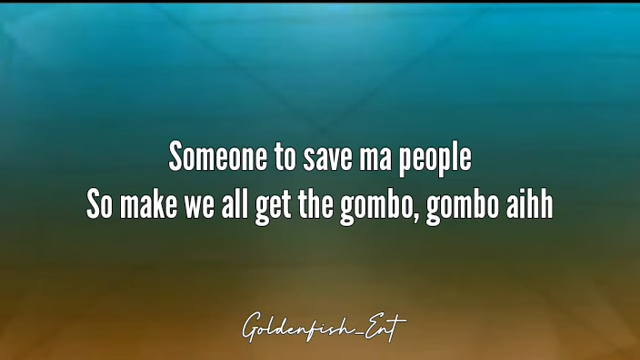 Someone to save ma people
So make we all get the gombo, gombo aihh
Goldenfish_Ent